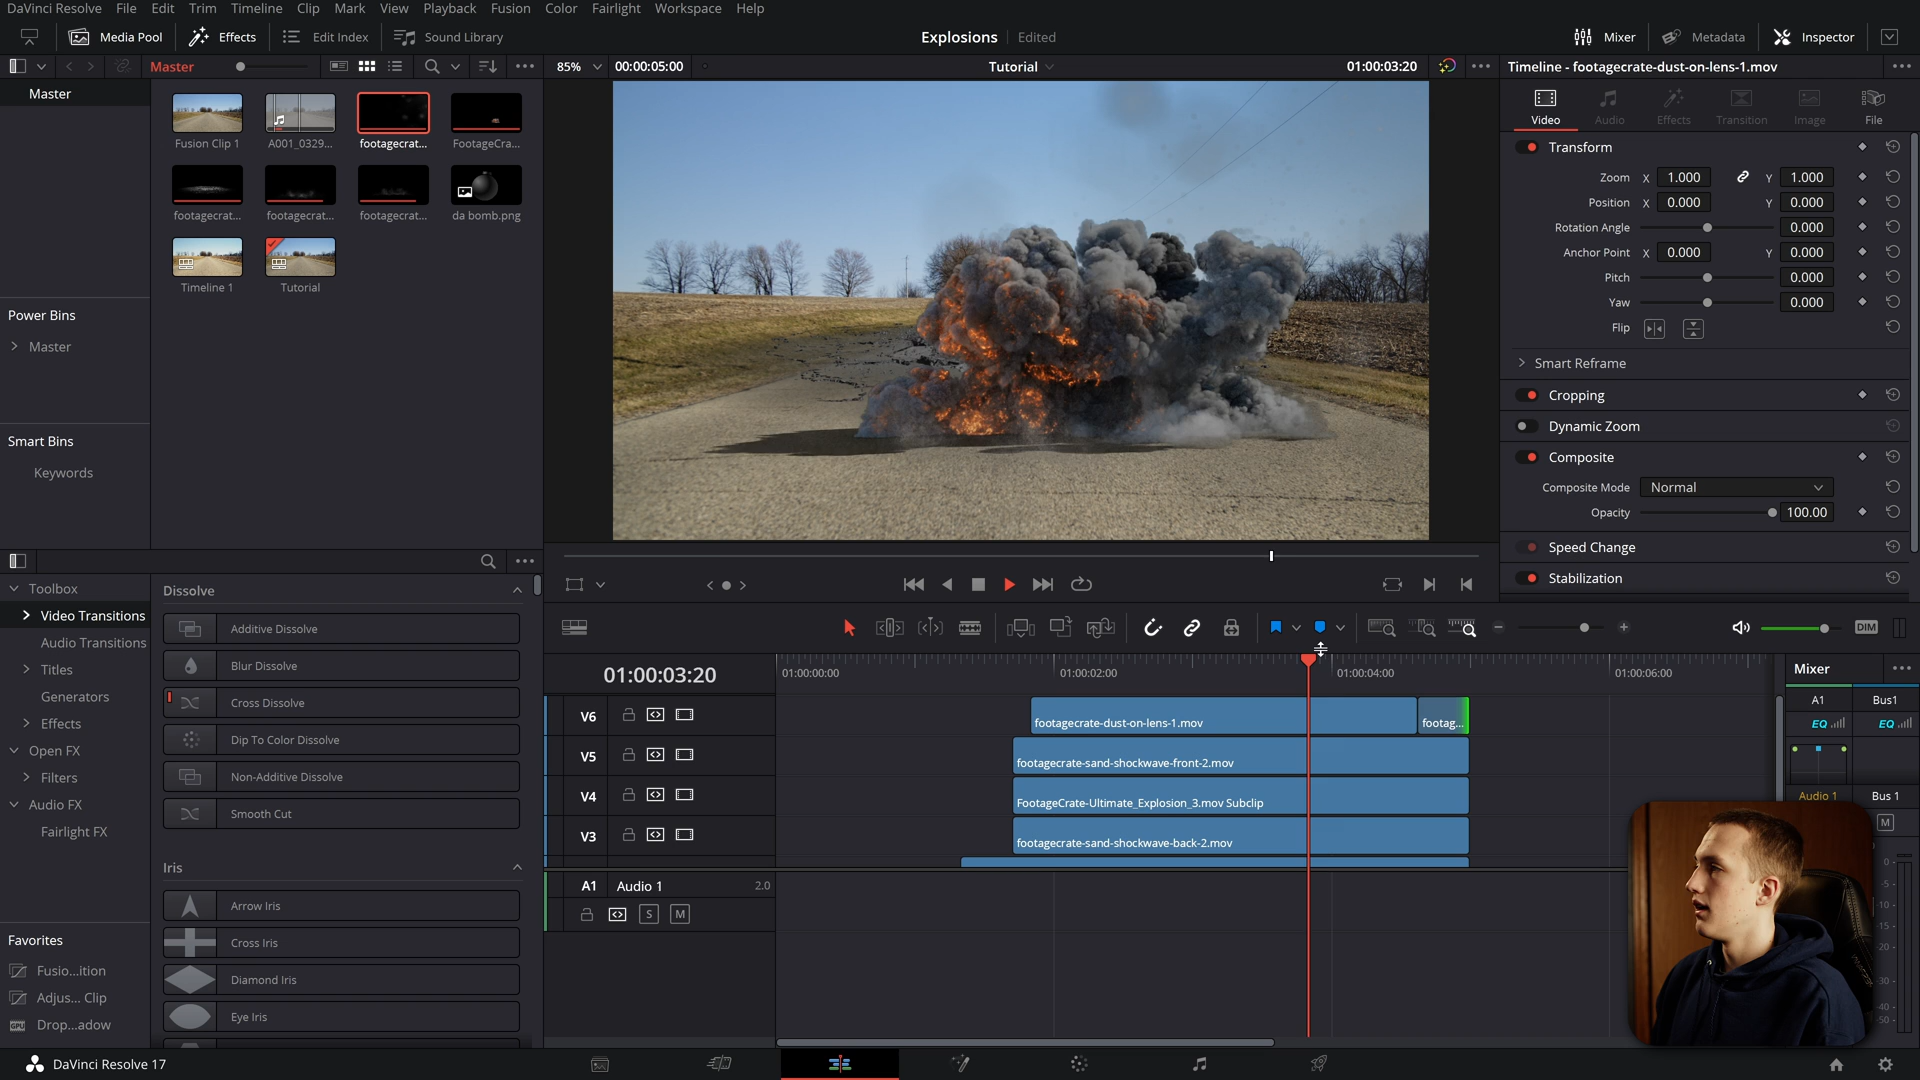 DaVinci Resolve File Edit Trim Timeline Clip Mark View Playback Fusion Color Fairlight Workspace Help
Media Pool Effects Edit Index Sound Library Explosions Edited Mixer Metadata Inspector
Master 85% 00:00:05:00 Tutorial 01:00:03:20 Timeline - footagecrate-dust-on-lens-1.mov
Master
Fusion Clip 1 A001_0329... footagecrat... FootageCra...
footagecrat... footagecrat... footagecrat... da bomb.png
Timeline 1 Tutorial
Power Bins
Master
Smart Bins
Keywords
Video Audio Effects Transition Image File
Transform
Zoom X 1.000 Y 1.000
Position X 0.000 Y 0.000
Rotation Angle 0.000
Anchor Point X 0.000 Y 0.000
Pitch 0.000
Yaw 0.000
Flip
Smart Reframe
Cropping
Dynamic Zoom
Composite
Composite Mode Normal
Opacity 100.00
Speed Change
Stabilization
Toolbox
Video Transitions
Audio Transitions
Titles
Generators
Effects
Open FX
Filters
Audio FX
Fairlight FX
Favorites
Fusio...ition
Adjus... Clip
Drop...adow
Dissolve
Additive Dissolve
Blur Dissolve
Cross Dissolve
Dip To Color Dissolve
Non-Additive Dissolve
Smooth Cut
Iris
Arrow Iris
Cross Iris
Diamond Iris
Eye Iris
DIM
01:00:03:20 01:00:00:00 01:00:02:00 01:00:04:00 01:00:06:00
V6 footagecrate-dust-on-lens-1.mov footag...
V5 footagecrate-sand-shockwave-front-2.mov
V4 FootageCrate-Ultimate_Explosion_3.mov Subclip
V3 footagecrate-sand-shockwave-back-2.mov
A1 Audio 1 2.0
S M
Mixer
A1 Bus1
EQ EQ
Audio 1 Bus 1
M
0
-5
-10
-15
-20
-30
-40
-50
DaVinci Resolve 17